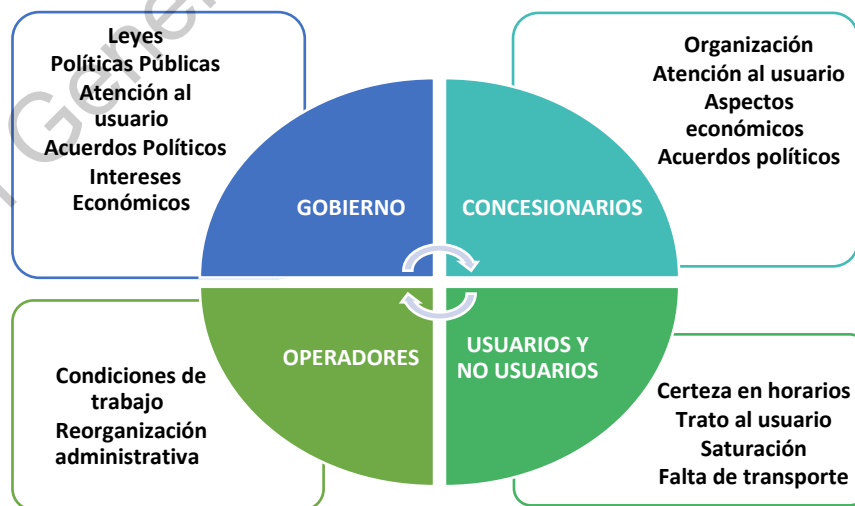 Leyes
Políticas Públicas
Atención al
usuario
Acuerdos Políticos
Intereses
Económicos
Organización
Atención al usuario
Aspectos
económicos
Acuerdos políticos
GOBIERNO
CONCESIONARIOS
OPERADORES
USUARIOS Y
NO USUARIOS
Condiciones de
trabajo
Reorganización
administrativa
Certeza en horarios
Trato al usuario
Saturación
Falta de transporte